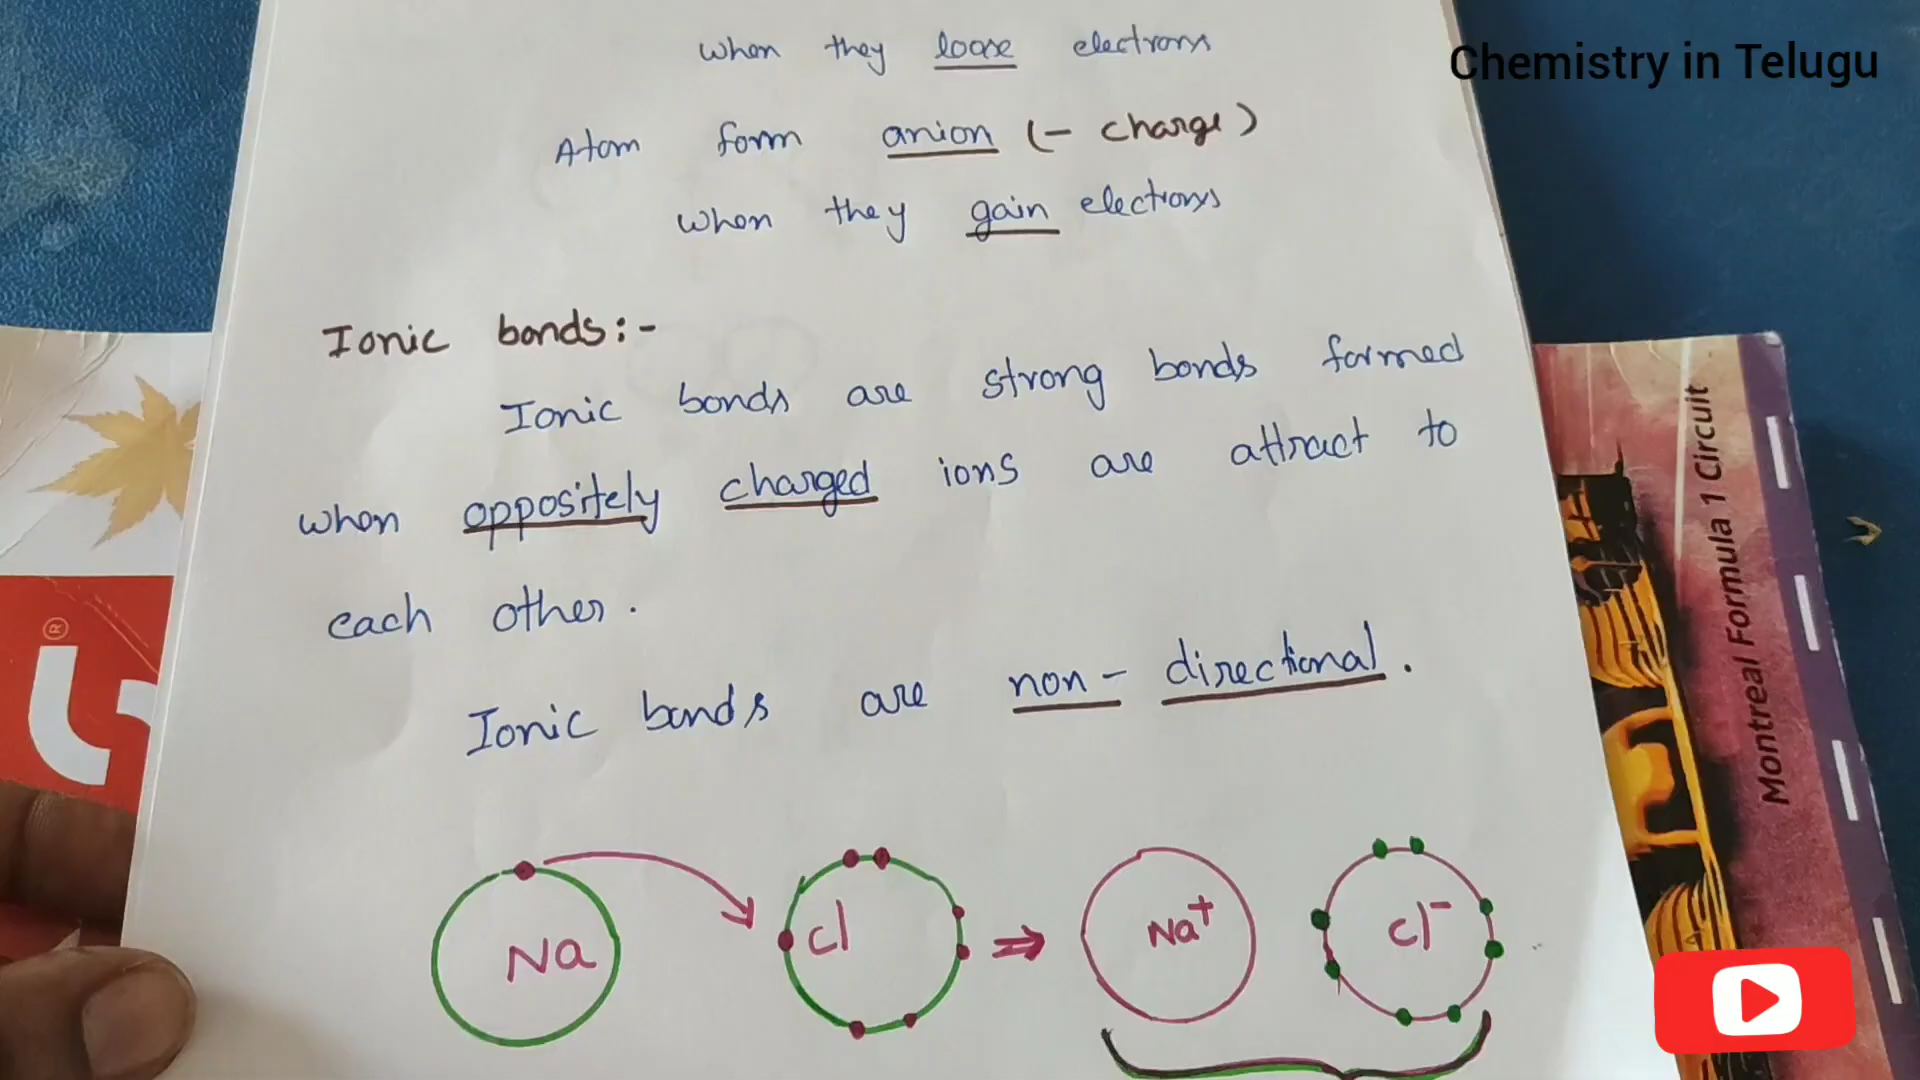 when they loose electrons
Chemistry in Telugu
Atom form anion (- charge)
when they gain electrons
Ionic bonds:-
Ionic bonds are strong bonds formed
when oppositely charged ions are attract to
each other.
Ionic bonds are non-directional.
Montreal Formula 1 Circuit
®
Na Cl ⇒ Na⁺ Cl⁻